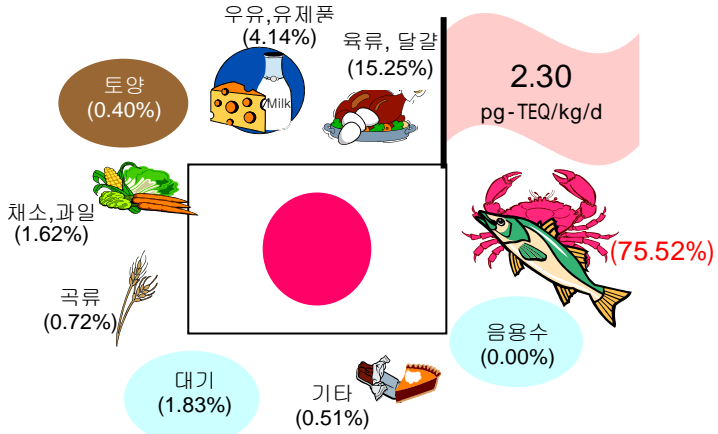 우유,유제품
(4.14%)
육류, 달걀
(15.25%)
2.30
pg-TEQ/kg/d
토양
(0.40%)
Milk
채소,과일
(1.62%)
(75.52%)
곡류
(0.72%)
음용수
(0.00%)
대기
(1.83%)
기타
(0.51%)